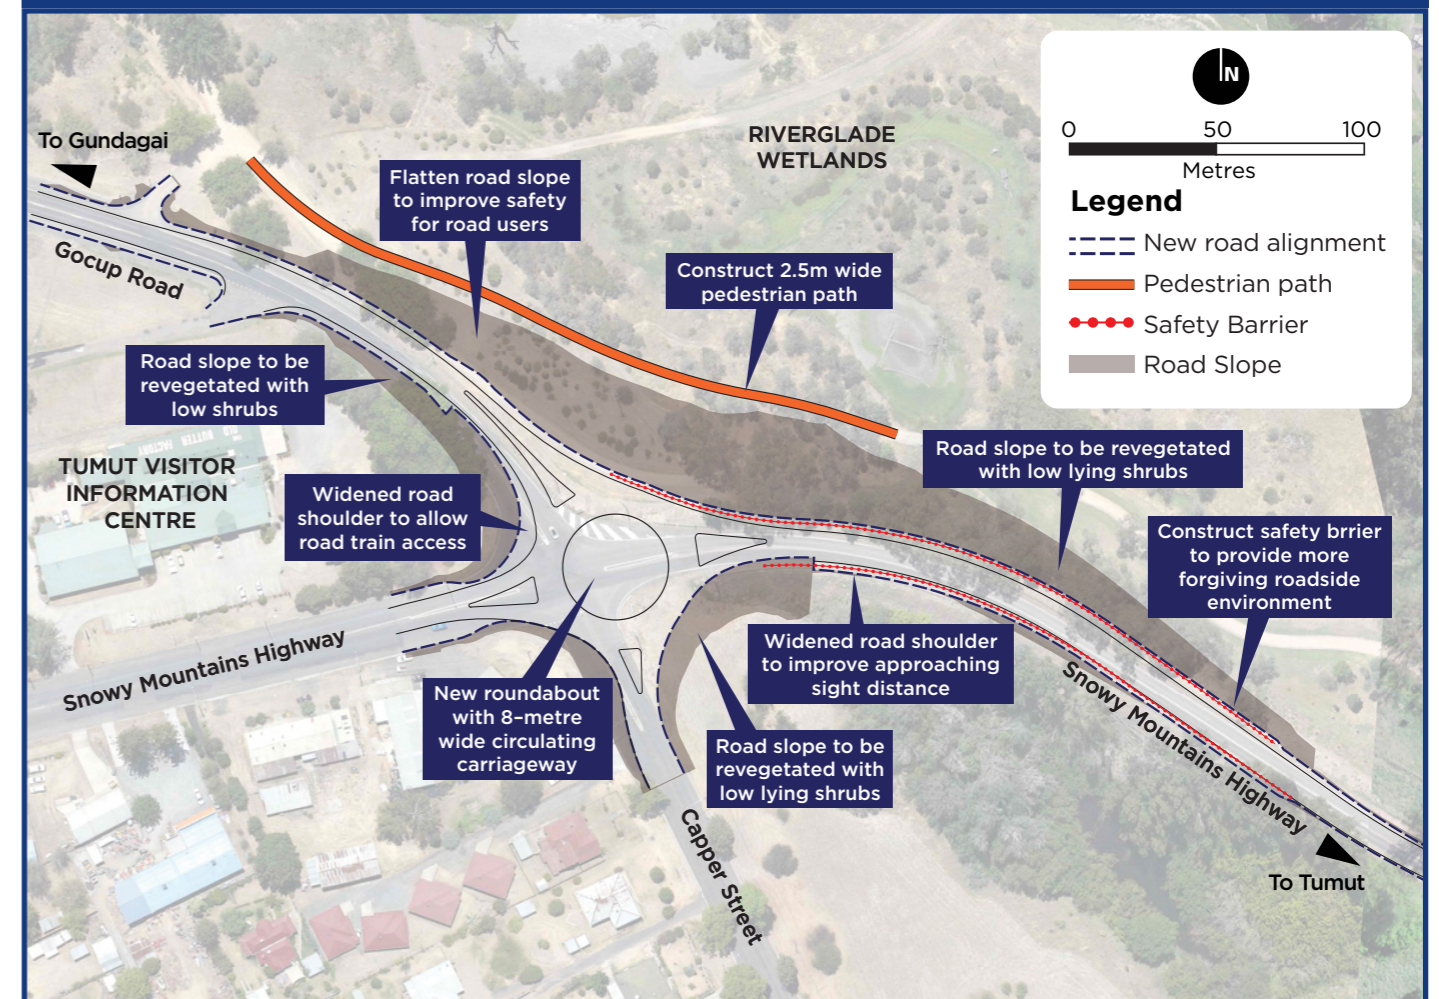 To Gundagai
Gocup Road
Flatten road slope
to improve safety
for road users
RIVERGLADE
WETLANDS
Construct 2.5m wide
pedestrian path
N
0 50 100
Metres
Legend
New road alignment
Pedestrian path
Safety Barrier
Road Slope
Road slope to be
revegetated with
low shrubs
OLD BUTTER FACTORY
TUMUT VISITOR
INFORMATION
CENTRE
Widened road
shoulder to allow
road train access
Road slope to be revegetated
with low lying shrubs
Construct safety brrier
to provide more
forgiving roadside
environment
Snowy Mountains Highway
New roundabout
with 8–metre
wide circulating
carriageway
Widened road shoulder
to improve approaching
sight distance
Road slope to be
revegetated with
low lying shrubs
Snowy Mountains Highway
Capper Street
To Tumut